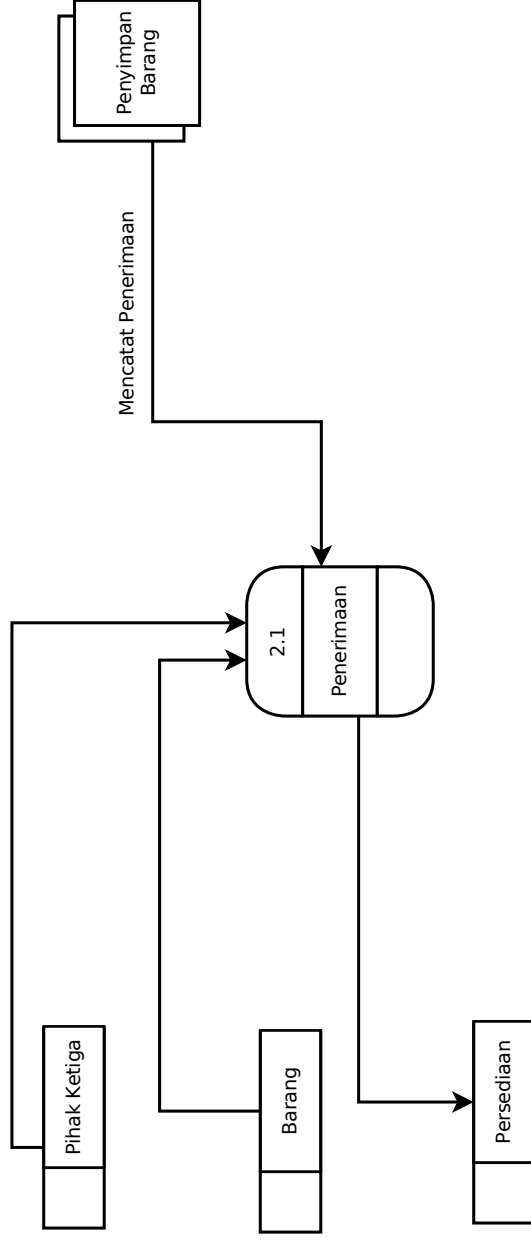 Pihak Ketiga
Barang
Persediaan
2.1
Penerimaan
Mencatat Penerimaan
Penyimpan
Barang